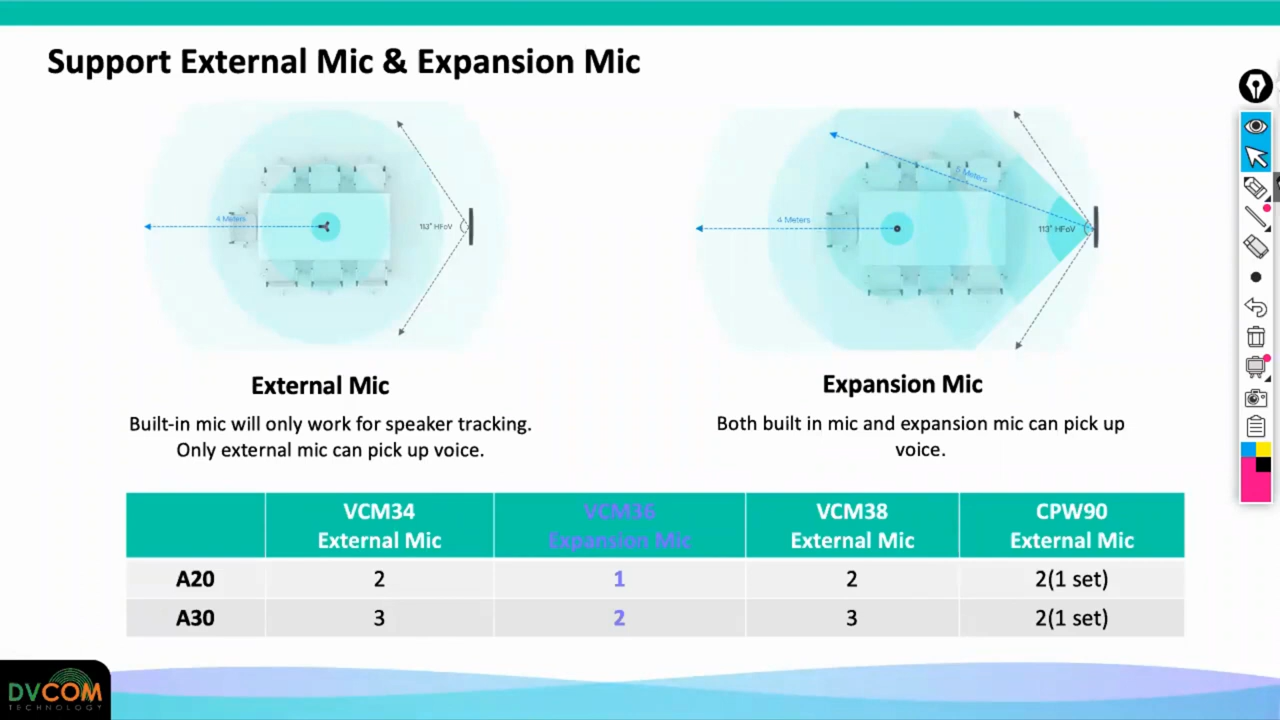 Support External Mic & Expansion Mic
4 Meters
113° HFoV
4 Meters
5 Meters
113° HFoV
External Mic
Built-in mic will only work for speaker tracking.
Only external mic can pick up voice.
Expansion Mic
Both built in mic and expansion mic can pick up
voice.
VCM34
External Mic
VCM36
Expansion Mic
VCM38
External Mic
CPW90
External Mic
A20 2 1 2 2(1 set)
A30 3 2 3 2(1 set)
DVCOM
TECHNOLOGY